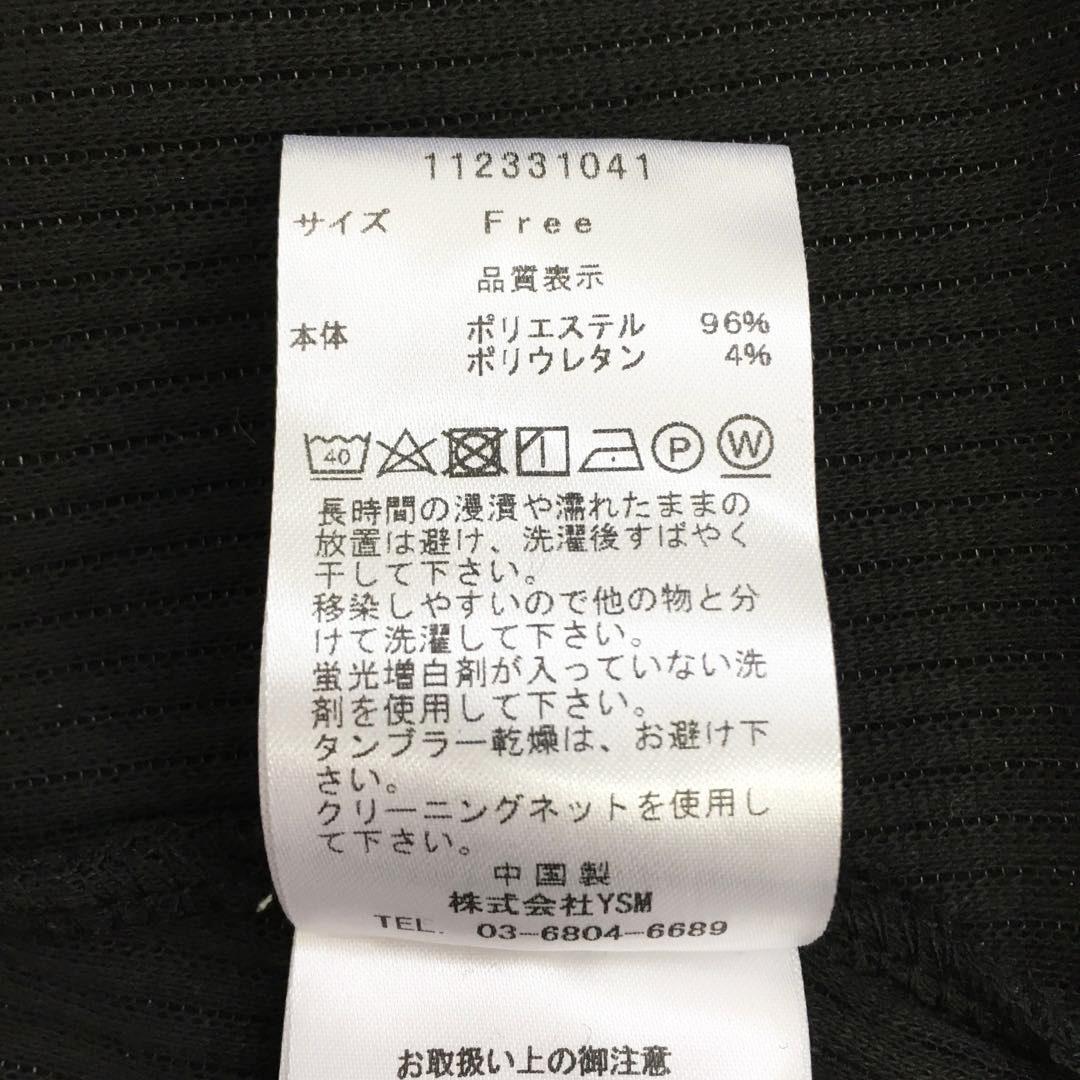 112331041
サイズ Free
品質表示
本体 ポリエステル 96%
ポリウレタン 4%
40 P W
長時間の浸漬や濡れたままの
放置は避け、洗濯後すばやく
干して下さい。
移染しやすいので他の物と分
けて洗濯して下さい。
蛍光増白剤が入っていない洗
剤を使用して下さい。
タンブラー乾燥は、お避け下
さい。
クリーニングネットを使用し
て下さい。
中国製
株式会社YSM
TEL. 03-6804-6689
お取扱い上の御注意